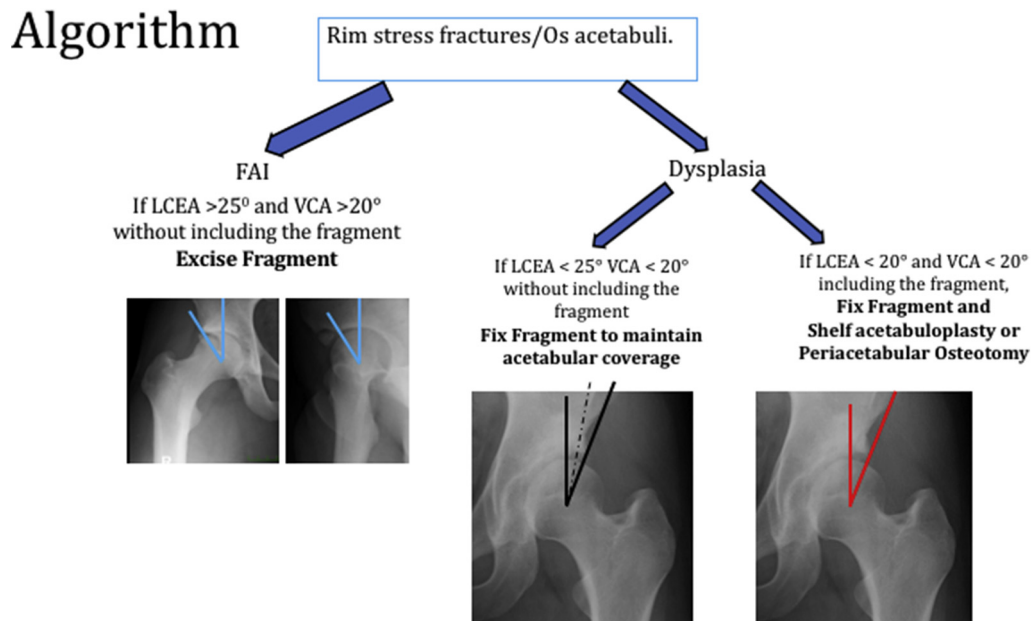 Algorithm
Rim stress fractures/Os acetabuli.
FAI
If LCEA >25⁰ and VCA >20°
without including the fragment
Excise Fragment
Dysplasia
If LCEA < 25° VCA < 20°
without including the
fragment
Fix Fragment to maintain
acetabular coverage
If LCEA < 20° and VCA < 20°
including the fragment,
Fix Fragment and
Shelf acetabuloplasty or
Periacetabular Osteotomy